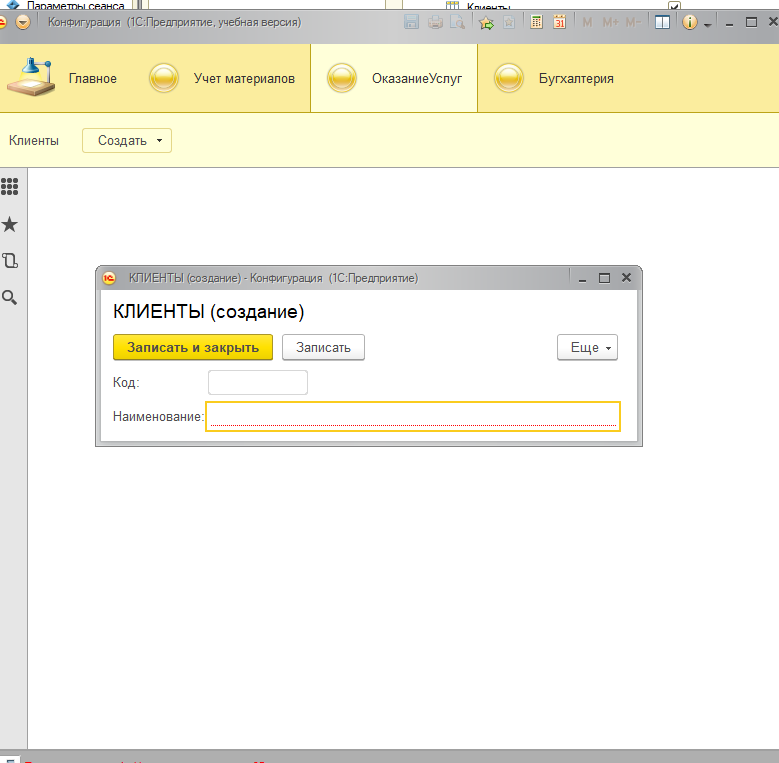 Параметры сеанса
Клиенты
Конфигурация (1С:Предприятие, учебная версия)
M M+ M-
Главное
Учет материалов
ОказаниеУслуг
Бугхалтерия
Клиенты
Создать
КЛИЕНТЫ (создание) - Конфигурация (1С:Предприятие)
КЛИЕНТЫ (создание)
Записать и закрыть
Записать
Еще
Код:
Наименование: